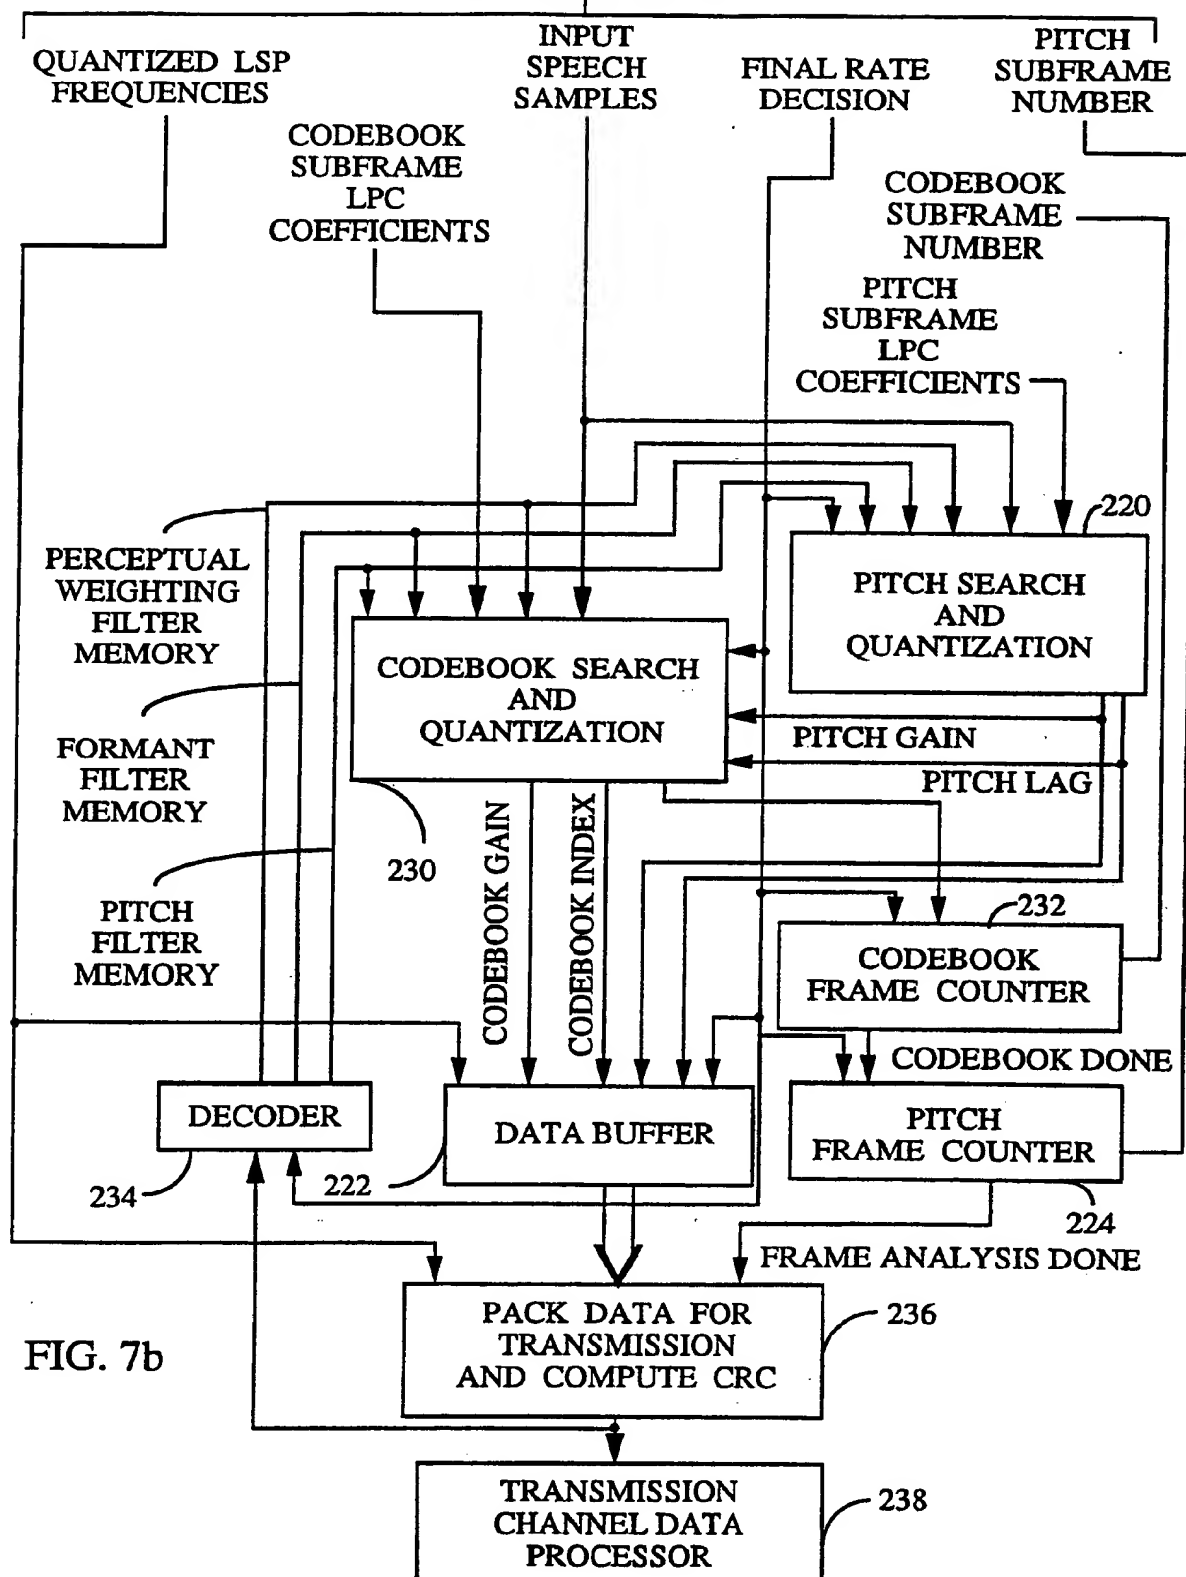 QUANTIZED LSP
FREQUENCIES
INPUT
SPEECH
SAMPLES
FINAL RATE
DECISION
PITCH
SUBFRAME
NUMBER
CODEBOOK
SUBFRAME
LPC
COEFFICIENTS
CODEBOOK
SUBFRAME
NUMBER
PITCH
SUBFRAME
LPC
COEFFICIENTS
220
PITCH SEARCH
AND
QUANTIZATION
PERCEPTUAL
WEIGHTING
FILTER
MEMORY
CODEBOOK SEARCH
AND
QUANTIZATION
PITCH GAIN
PITCH LAG
FORMANT
FILTER
MEMORY
230
CODEBOOK GAIN
CODEBOOK INDEX
PITCH
FILTER
MEMORY
232
CODEBOOK
FRAME COUNTER
CODEBOOK DONE
DECODER
DATA BUFFER
PITCH
FRAME COUNTER
234
222
224
FRAME ANALYSIS DONE
PACK DATA FOR
TRANSMISSION
AND COMPUTE CRC
236
FIG. 7b
TRANSMISSION
CHANNEL DATA
PROCESSOR
238